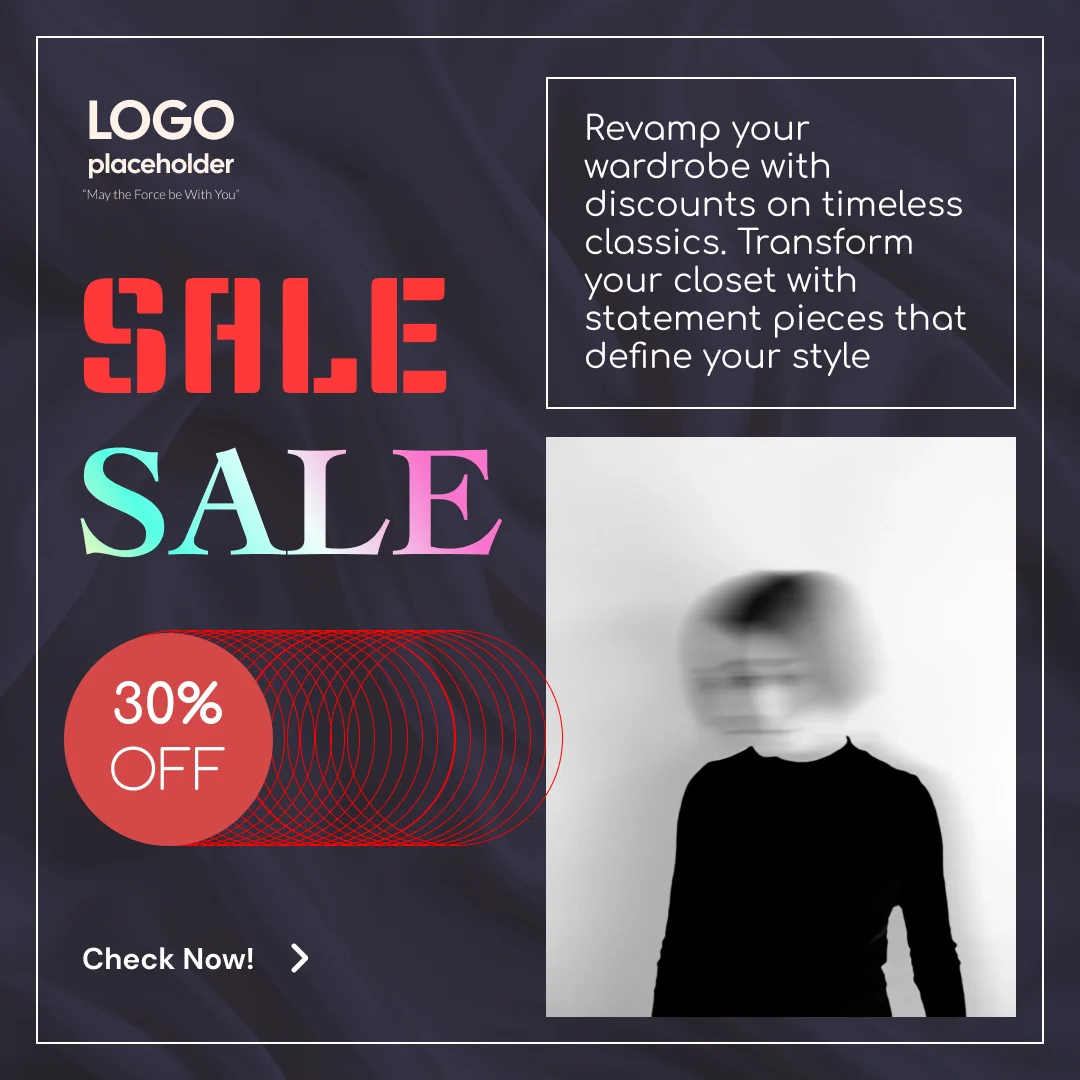 LOGO
placeholder
“May the Force be With You”
SALE
SALE
30%
OFF
Check Now!
Revamp your
wardrobe with
discounts on timeless
classics. Transform
your closet with
statement pieces that
define your style